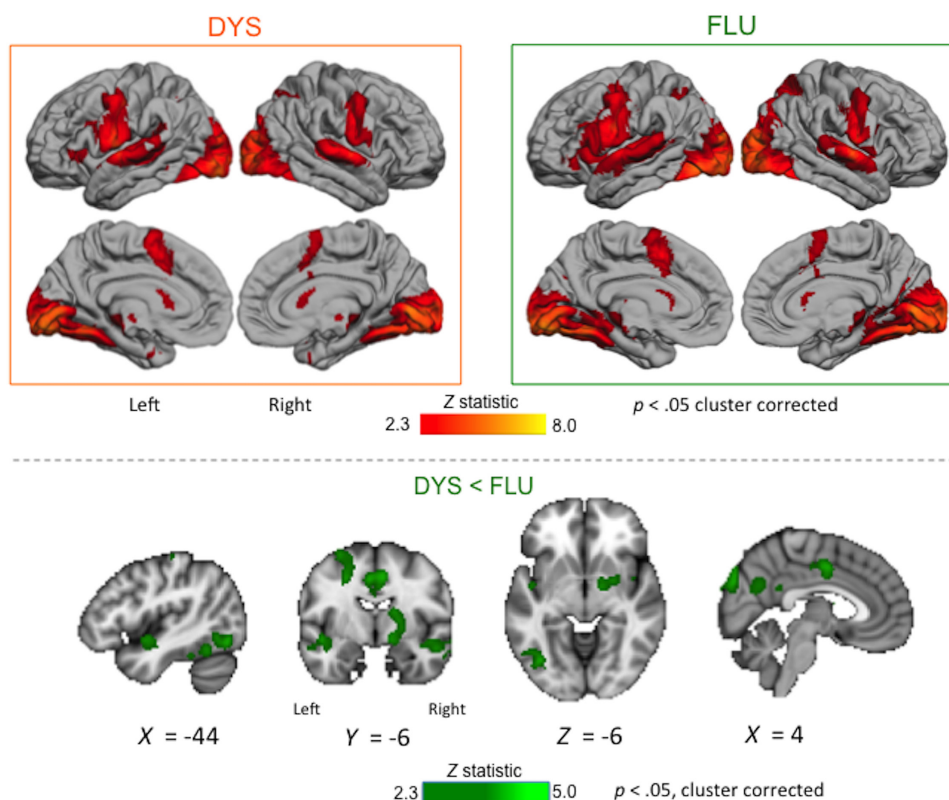 DYS FLU
Left Right Z statistic p < .05 cluster corrected
2.3 8.0
DYS < FLU
Left Right
X = -44 Y = -6 Z = -6 X = 4
Z statistic
2.3 5.0 p < .05, cluster corrected